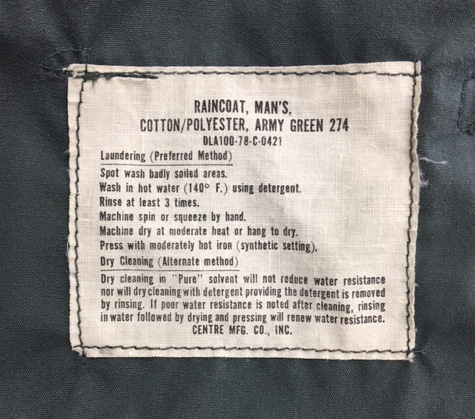 RAINCOAT, MAN'S,
COTTON/POLYESTER, ARMY GREEN 274
DLA100-78-C-0421
Laundering (Preferred Method)
Spot wash badly soiled areas.
Wash in hot water (140° F.) using detergent.
Rinse at least 3 times.
Machine spin or squeeze by hand.
Machine dry at moderate heat or hang to dry.
Press with moderately hot iron (synthetic setting).
Dry Cleaning (Alternate method)
Dry cleaning in "Pure" solvent will not reduce water resistance
nor will dry cleaning with detergent providing the detergent is removed
by rinsing. If poor water resistance is noted after cleaning, rinsing
in water followed by drying and pressing will renew water resistance.
CENTRE MFG. CO., INC.